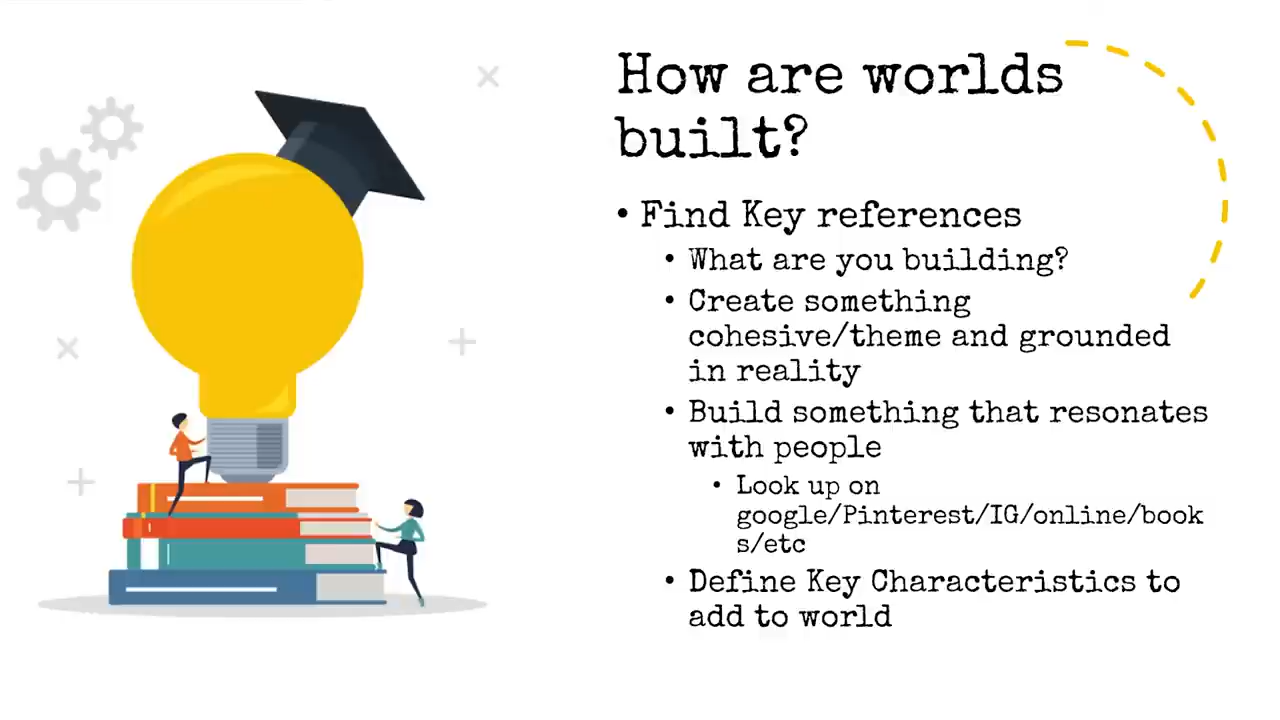 How are worlds
built?
• Find Key references
• What are you building?
• Create something
cohesive/theme and grounded
in reality
• Build something that resonates
with people
• Look up on
google/Pinterest/IG/online/book
s/etc
• Define Key Characteristics to
add to world